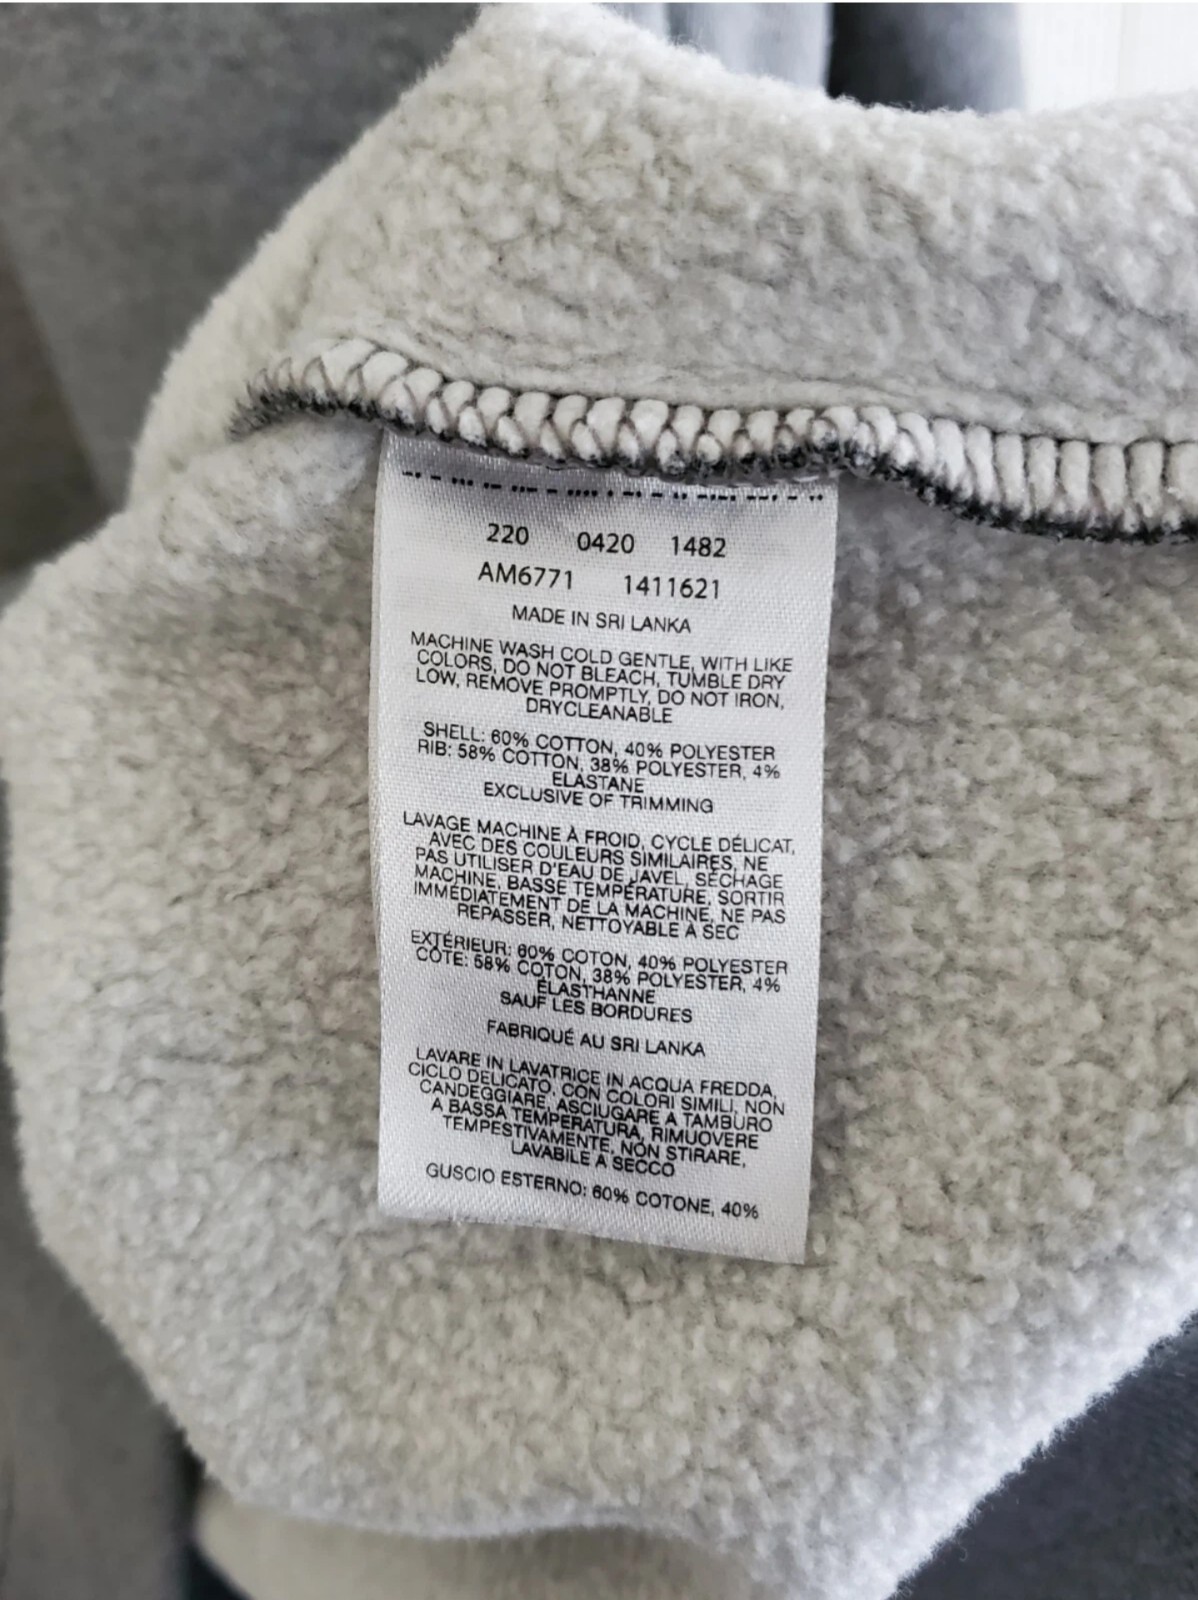 220 0420 1482
AM6771 1411621
MADE IN SRI LANKA
MACHINE WASH COLD GENTLE, WITH LIKE
COLORS, DO NOT BLEACH, TUMBLE DRY
LOW, REMOVE PROMPTLY, DO NOT IRON,
DRYCLEANABLE
SHELL: 60% COTTON, 40% POLYESTER
RIB: 58% COTTON, 38% POLYESTER, 4%
ELASTANE
EXCLUSIVE OF TRIMMING
LAVAGE MACHINE À FROID, CYCLE DÉLICAT,
AVEC DES COULEURS SIMILAIRES, NE
PAS UTILISER D'EAU DE JAVEL, SÉCHAGE
MACHINE, BASSE TEMPÉRATURE, SORTIR
IMMÉDIATEMENT DE LA MACHINE, NE PAS
REPASSER, NETTOYABLE A SEC
EXTÉRIEUR: 60% COTON, 40% POLYESTER
CÔTE: 58% COTON, 38% POLYESTER, 4%
ÉLASTHANNE
SAUF LES BORDURES
FABRIQUÉ AU SRI LANKA
LAVARE IN LAVATRICE IN ACQUA FREDDA,
CICLO DELICATO, CON COLORI SIMILI, NON
CANDEGGIARE, ASCIUGARE A TAMBURO
A BASSA TEMPERATURA, RIMUOVERE
TEMPESTIVAMENTE, NON STIRARE,
LAVABILE A SECCO
GUSCIO ESTERNO: 60% COTONE, 40%